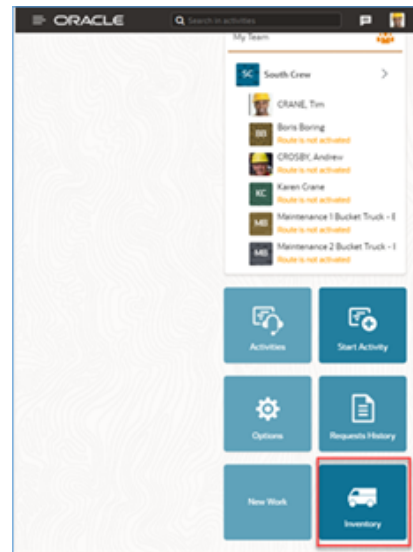 ORACLE
Search in activities
My Team
SC South Crew
CRANE, Tim
BB Boris Boring
Route is not activated
CROSBY, Andrew
Route is not activated
KC Karen Crane
Route is not activated
MB Maintenance 1 Bucket Truck - E
Route is not activated
MB Maintenance 2 Bucket Truck - I
Route is not activated
Activities
Start Activity
Options
Requests History
New Work
Inventory